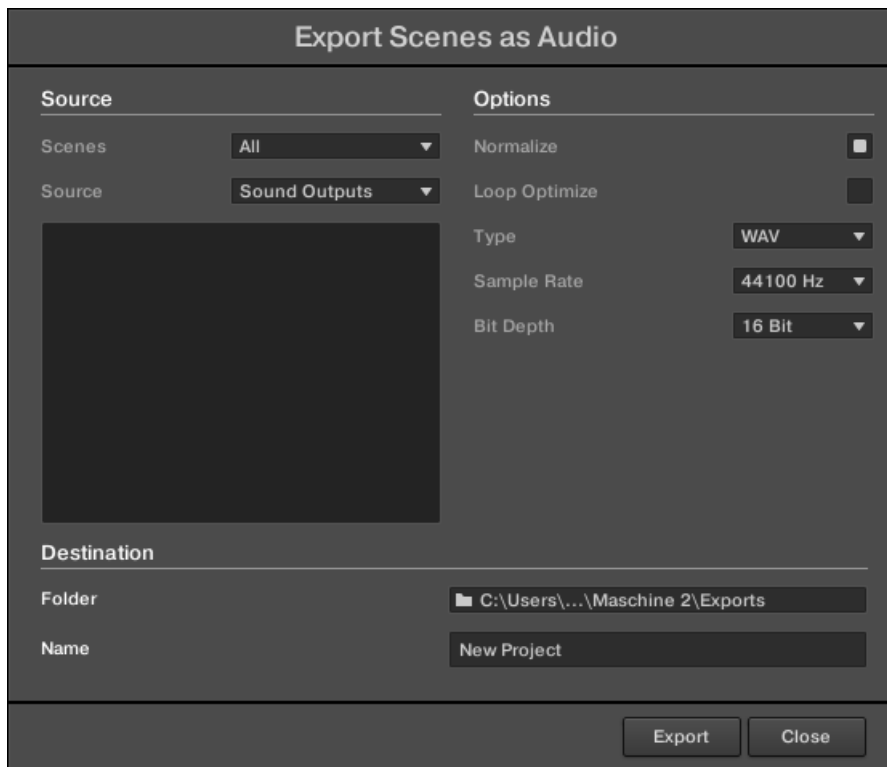 Export Scenes as Audio
Source
Scenes All
Source Sound Outputs
Options
Normalize
Loop Optimize
Type WAV
Sample Rate 44100 Hz
Bit Depth 16 Bit
Destination
Folder C:\Users\...\Maschine 2\Exports
Name New Project
Export Close